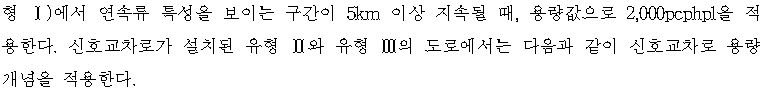 형 Ⅰ)에서 연속류 특성을 보이는 구간이 5km 이상 지속될 때, 용량값으로 2,000pcphpl을 적
용한다. 신호교차로가 설치된 유형 Ⅱ와 유형 Ⅲ의 도로에서는 다음과 같이 신호교차로 용량
개념을 적용한다.